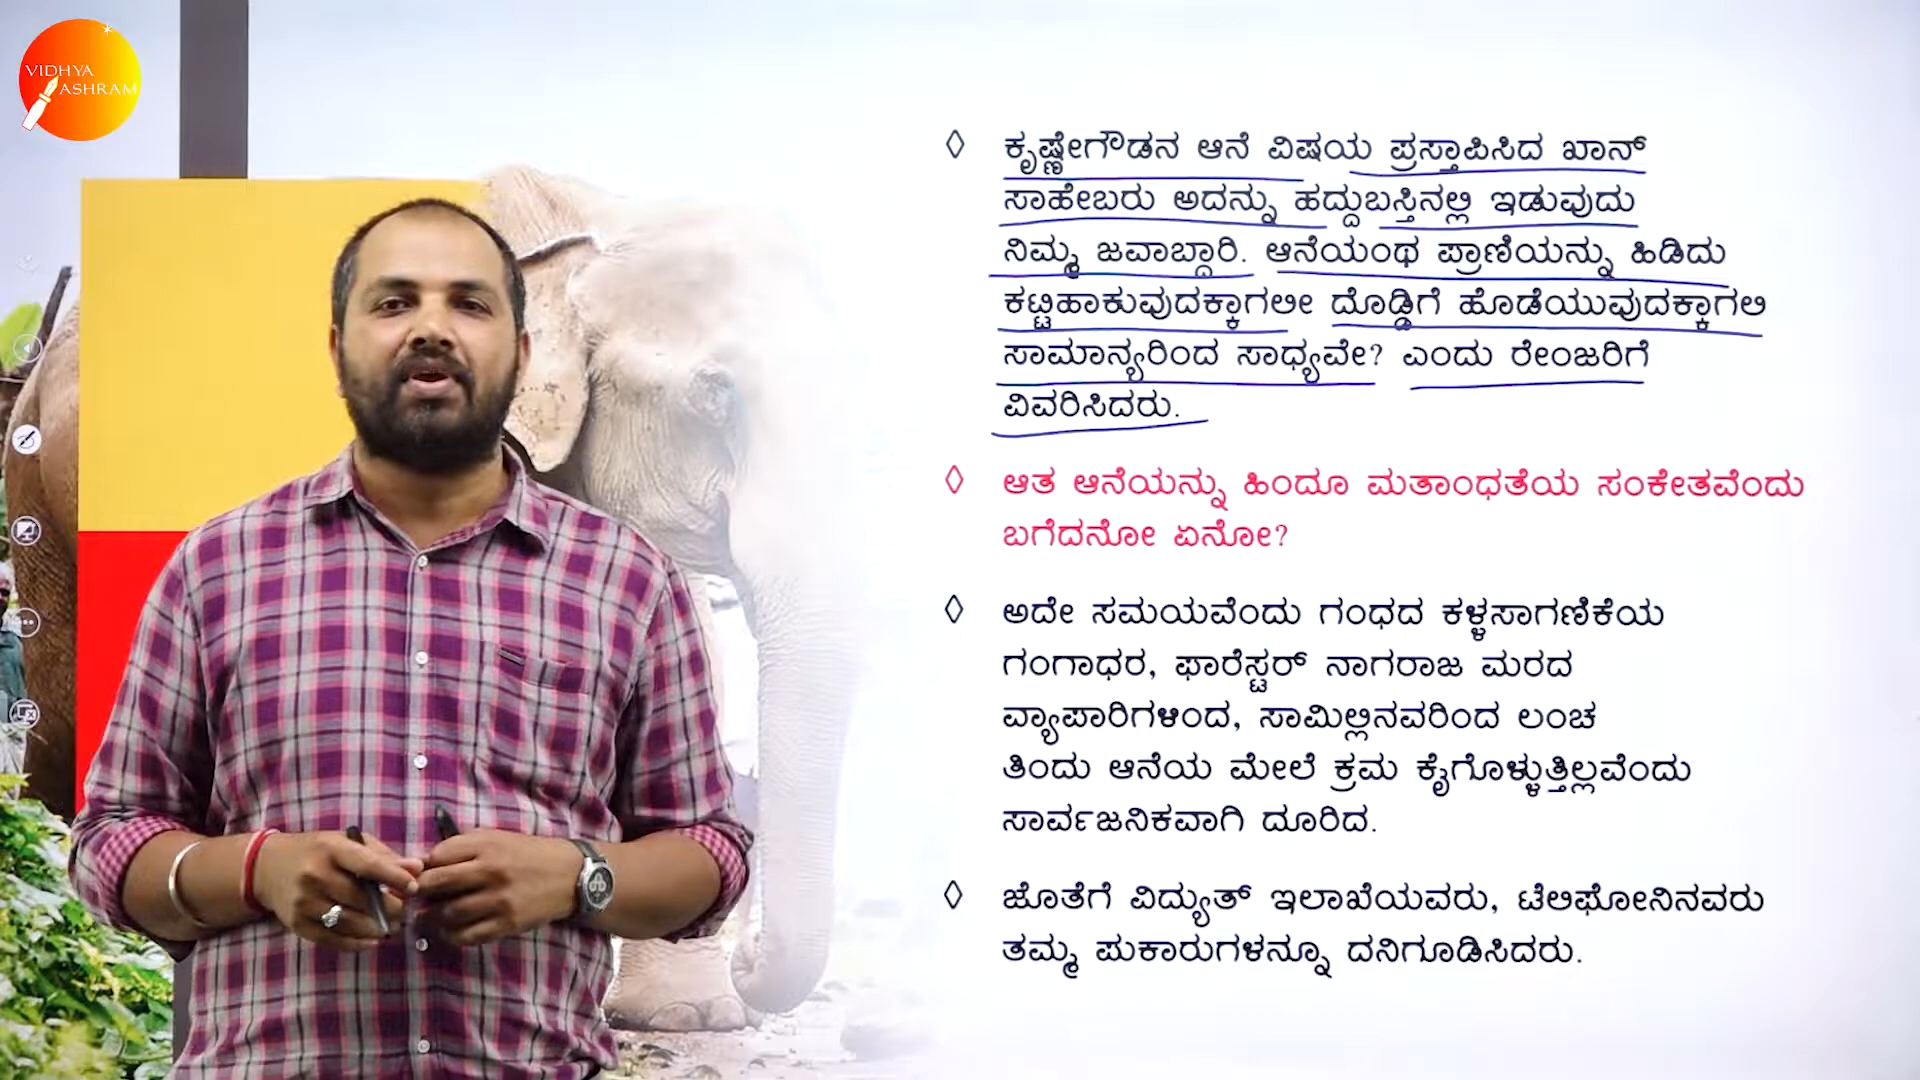 VIDHYA
ASHRAM
◊ ಕೃಷ್ಣೇಗೌಡನ ಆನೆ ವಿಷಯ ಪ್ರಸ್ತಾಪಿಸಿದ ಖಾನ್
ಸಾಹೇಬರು ಅದನ್ನು ಹದ್ದುಬಸ್ತಿನಲ್ಲಿ ಇಡುವುದು
ನಿಮ್ಮ ಜವಾಬ್ದಾರಿ. ಆನೆಯಂಥ ಪ್ರಾಣಿಯನ್ನು ಹಿಡಿದು
ಕಟ್ಟಿಹಾಕುವುದಕ್ಕಾಗಲೀ ದೊಡ್ಡಿಗೆ ಹೊಡೆಯುವುದಕ್ಕಾಗಲಿ
ಸಾಮಾನ್ಯರಿಂದ ಸಾಧ್ಯವೇ? ಎಂದು ರೇಂಜರಿಗೆ
ವಿವರಿಸಿದರು.
◊ ಆತ ಆನೆಯನ್ನು ಹಿಂದೂ ಮತಾಂಧತೆಯ ಸಂಕೇತವೆಂದು
ಬಗೆದನೋ ಏನೋ?
◊ ಅದೇ ಸಮಯವೆಂದು ಗಂಧದ ಕಳ್ಳಸಾಗಣಿಕೆಯ
ಗಂಗಾಧರ, ಫಾರೆಸ್ಟರ್ ನಾಗರಾಜ ಮರದ
ವ್ಯಾಪಾರಿಗಳಿಂದ, ಸಾಮಿಲ್ಲಿನವರಿಂದ ಲಂಚ
ತಿಂದು ಆನೆಯ ಮೇಲೆ ಕ್ರಮ ಕೈಗೊಳ್ಳುತ್ತಿಲ್ಲವೆಂದು
ಸಾರ್ವಜನಿಕವಾಗಿ ದೂರಿದ.
◊ ಜೊತೆಗೆ ವಿದ್ಯುತ್ ಇಲಾಖೆಯವರು, ಟೆಲಿಫೋನಿನವರು
ತಮ್ಮ ಪುಕಾರುಗಳನ್ನೂ ದನಿಗೂಡಿಸಿದರು.